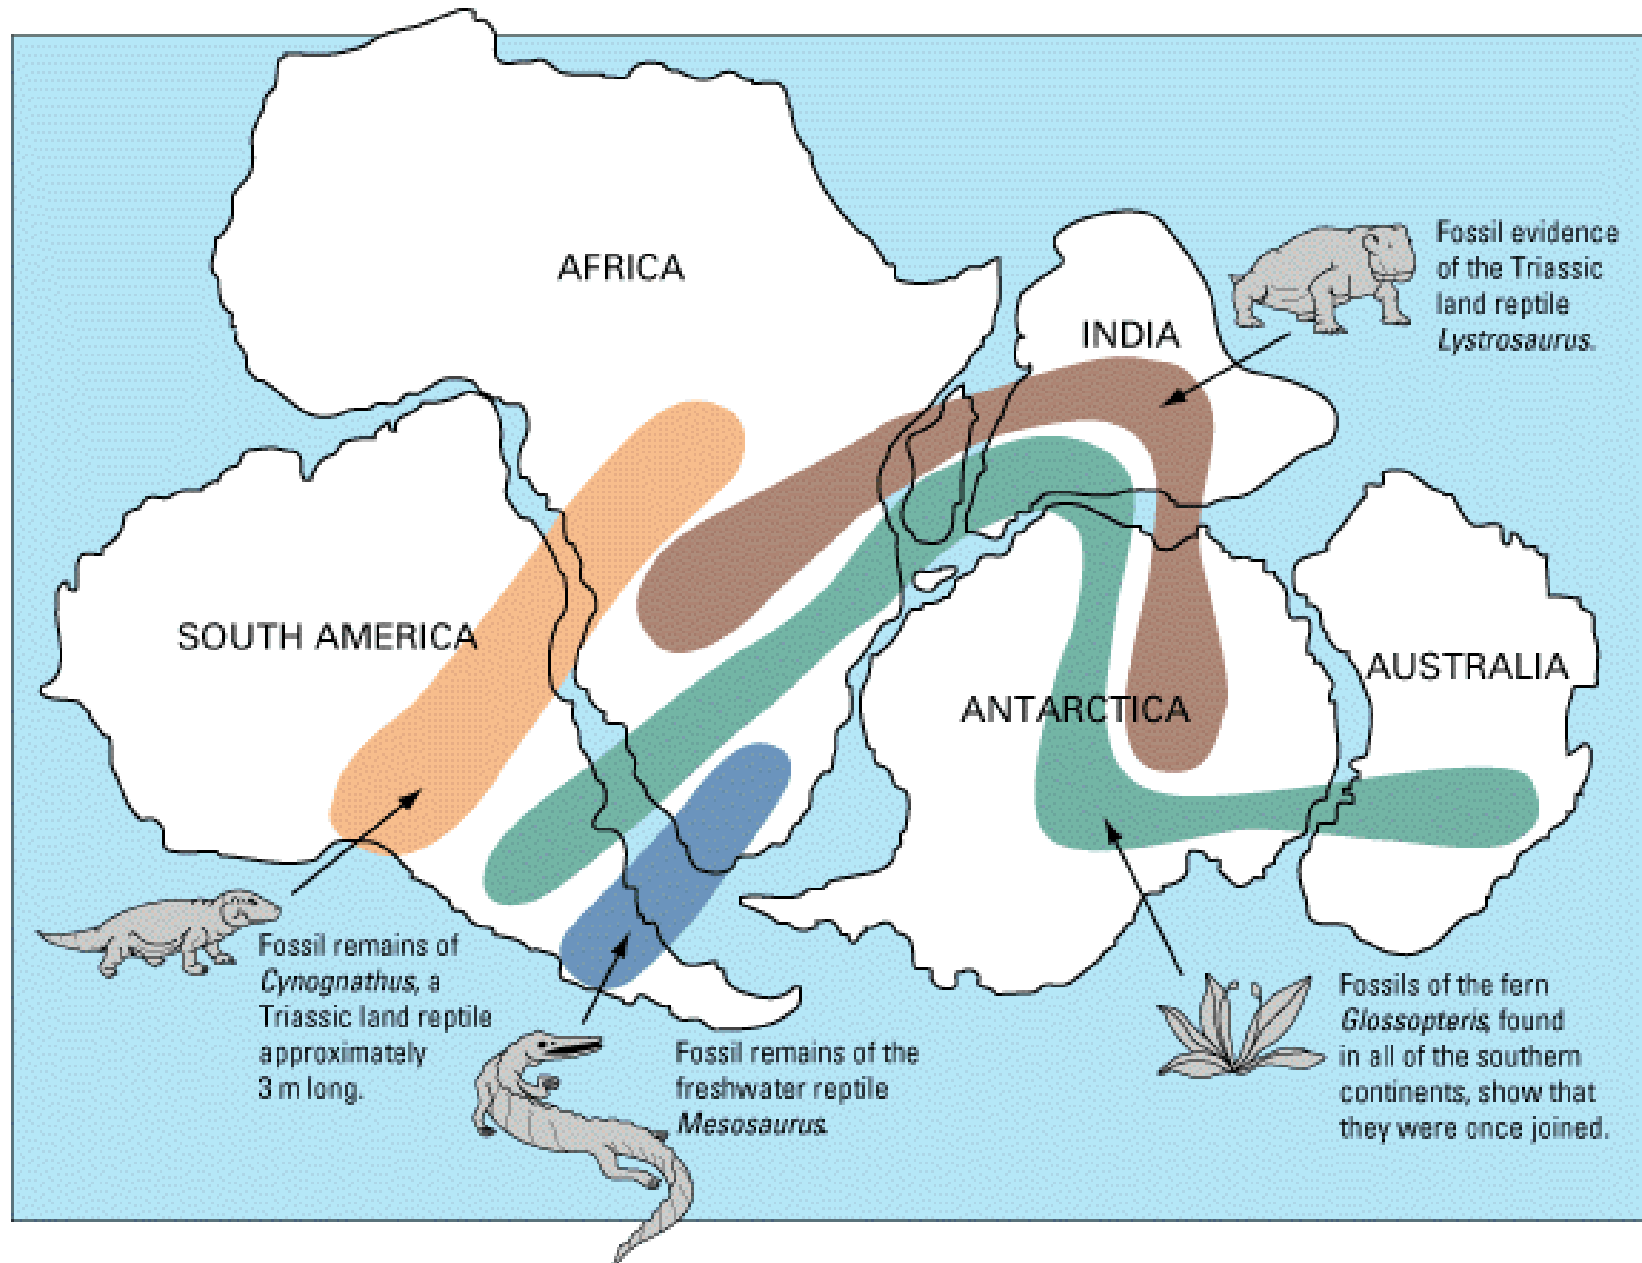 AFRICA
INDIA
Fossil evidence
of the Triassic
land reptile
Lystrosaurus.
SOUTH AMERICA
ANTARCTICA
AUSTRALIA
Fossil remains of
Cynognathus, a
Triassic land reptile
approximately
3 m long.
Fossil remains of the
freshwater reptile
Mesosaurus.
Fossils of the fern
Glossopteris, found
in all of the southern
continents, show that
they were once joined.